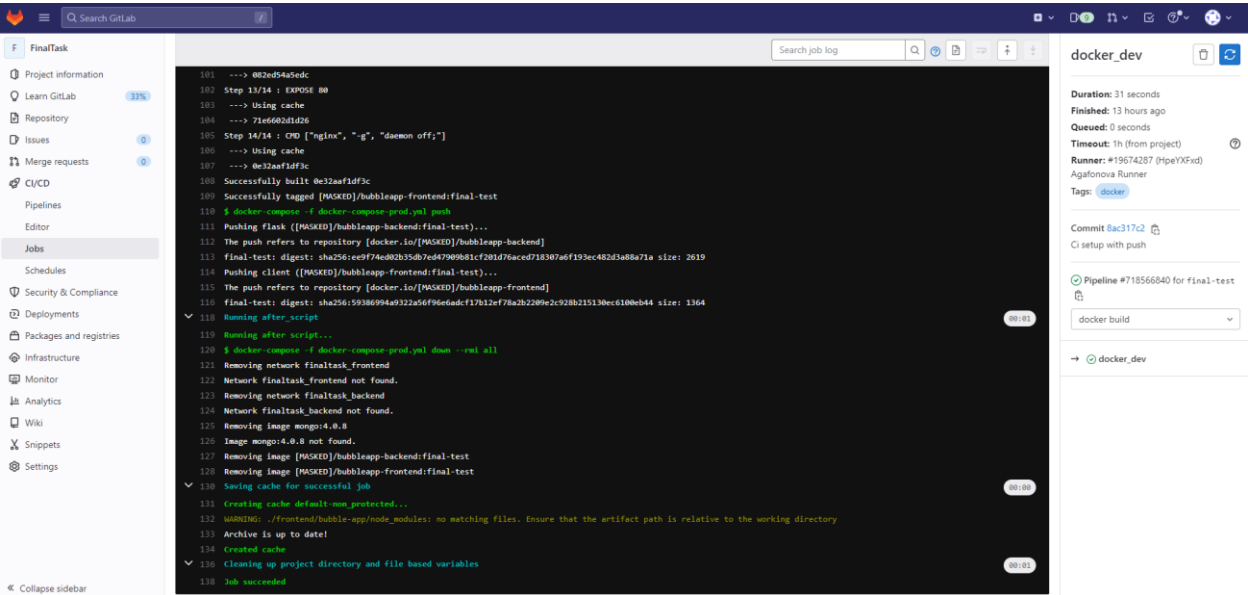 Search GitLab /
9
F FinalTask
Project information
Learn GitLab 33%
Repository
Issues 0
Merge requests 0
CI/CD
Pipelines
Editor
Jobs
Schedules
Security & Compliance
Deployments
Packages and registries
Infrastructure
Monitor
Analytics
Wiki
Snippets
Settings
Collapse sidebar
Search job log
101 ---> 082ed54a5edc
102 Step 13/14 : EXPOSE 80
103 ---> Using cache
104 ---> 71e6602d1d26
105 Step 14/14 : CMD ["nginx", "-g", "daemon off;"]
106 ---> Using cache
107 ---> 0e32aaf1df3c
108 Successfully built 0e32aaf1df3c
109 Successfully tagged [MASKED]/bubbleapp-frontend:final-test
110 $ docker-compose -f docker-compose-prod.yml push
111 Pushing flask ([MASKED]/bubbleapp-backend:final-test)...
112 The push refers to repository [docker.io/[MASKED]/bubbleapp-backend]
113 final-test: digest: sha256:ee9f74ed02b35db7ed47909b81cf201d76aced718307a6f193ec482d3a88a71a size: 2619
114 Pushing client ([MASKED]/bubbleapp-frontend:final-test)...
115 The push refers to repository [docker.io/[MASKED]/bubbleapp-frontend]
116 final-test: digest: sha256:59386994a9322a56f96e6adcf17b12ef78a2b2209e2c928b215130ec6100eb44 size: 1364
118 Running after_script 00:01
119 Running after script...
120 $ docker-compose -f docker-compose-prod.yml down --rmi all
121 Removing network finaltask_frontend
122 Network finaltask_frontend not found.
123 Removing network finaltask_backend
124 Network finaltask_backend not found.
125 Removing image mongo:4.0.8
126 Image mongo:4.0.8 not found.
127 Removing image [MASKED]/bubbleapp-backend:final-test
128 Removing image [MASKED]/bubbleapp-frontend:final-test
130 Saving cache for successful job 00:00
131 Creating cache default-non_protected...
132 WARNING: ./frontend/bubble-app/node_modules: no matching files. Ensure that the artifact path is relative to the working directory
133 Archive is up to date!
134 Created cache
136 Cleaning up project directory and file based variables 00:01
138 Job succeeded
docker_dev
Duration: 31 seconds
Finished: 13 hours ago
Queued: 0 seconds
Timeout: 1h (from project)
Runner: #19674287 (HpeYXFxd)
Agafonova Runner
Tags: docker
Commit 8ac317c2
Ci setup with push
Pipeline #718566840 for final-test
docker build
→ docker_dev